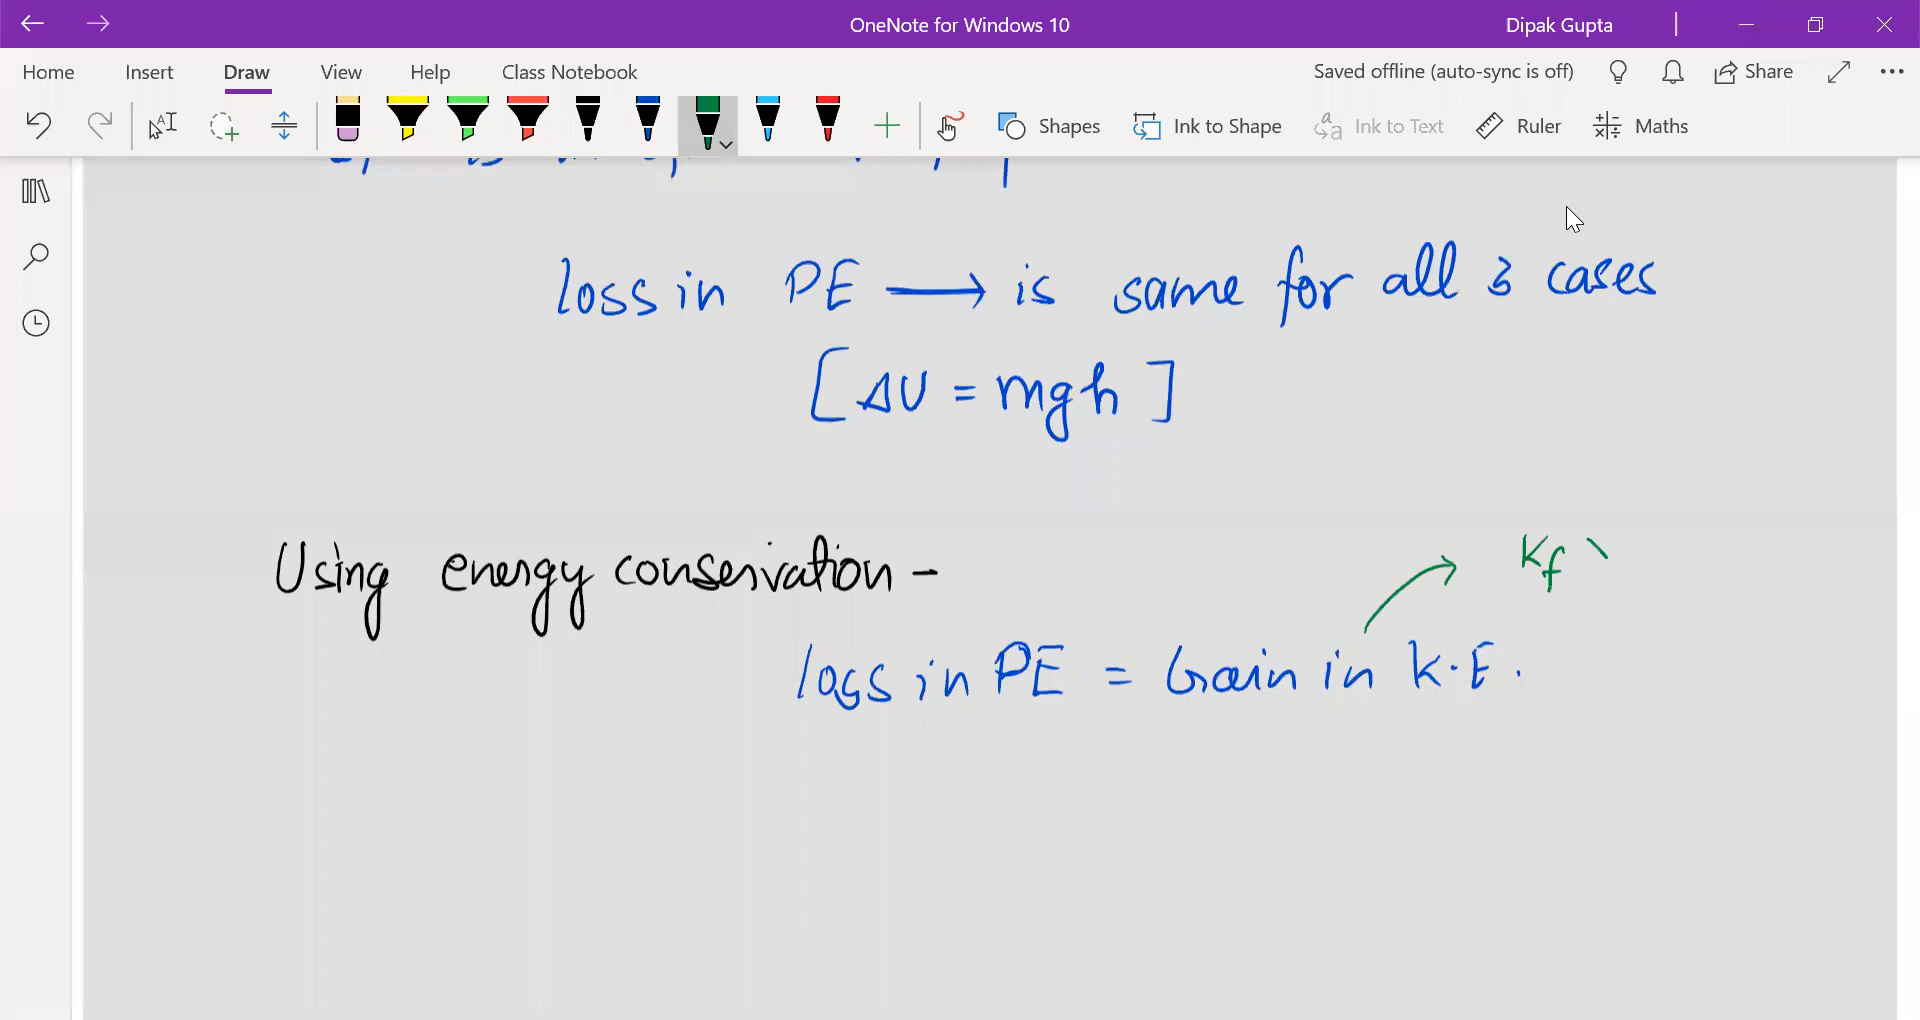 OneNote for Windows 10
Dipak Gupta
Home Insert Draw View Help Class Notebook
Saved offline (auto-sync is off) Share
Shapes Ink to Shape Ink to Text Ruler Maths
loss in PE → is same for all 3 cases
[ΔU = mgh]
Using energy conservation -
Kf
loss in PE = Gain in K.E.